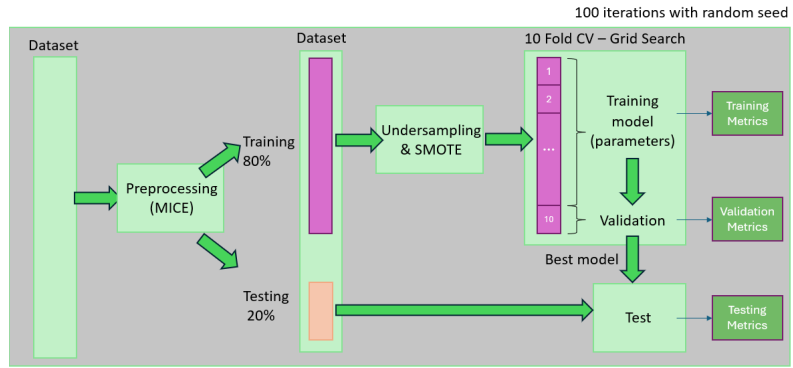 100 iterations with random seed
Dataset
Dataset
10 Fold CV – Grid Search
1
2
...
10
Training
80%
Undersampling
& SMOTE
Training
model
(parameters)
Training
Metrics
Preprocessing
(MICE)
Validation
Validation
Metrics
Best model
Testing
20%
Test
Testing
Metrics